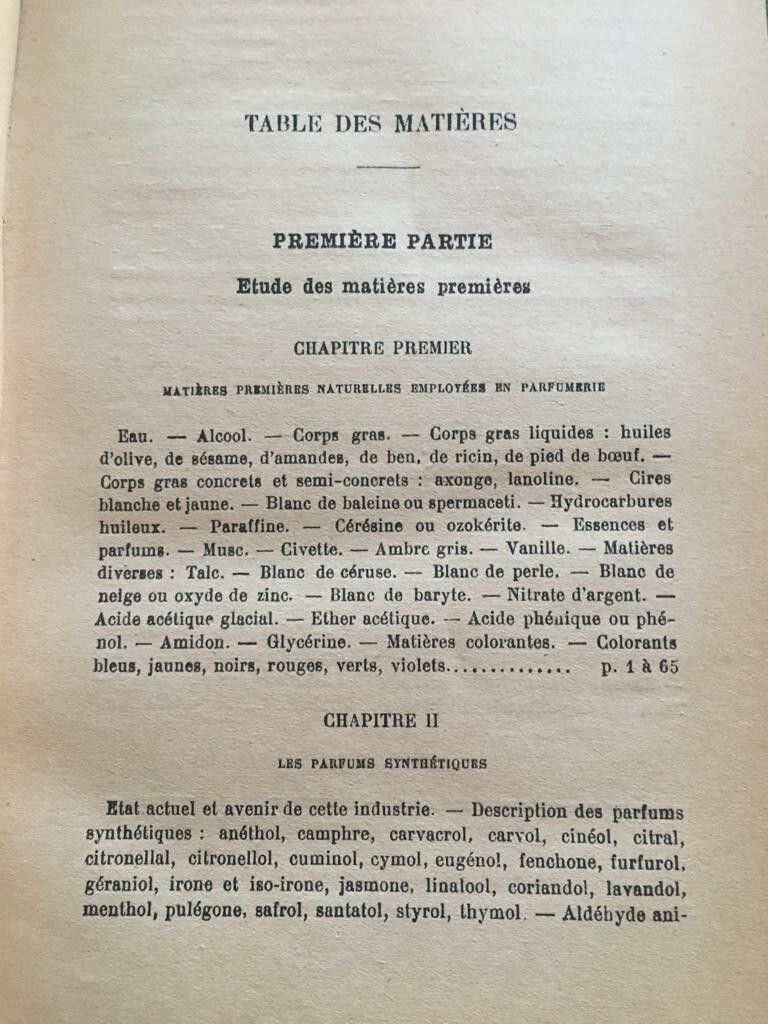 TABLE DES MATIÈRES
PREMIÈRE PARTIE
Etude des matières premières
CHAPITRE PREMIER
MATIÈRES PREMIÈRES NATURELLES EMPLOYÉES EN PARFUMERIE
Eau. — Alcool. — Corps gras. — Corps gras liquides : huiles
d'olive, de sésame, d'amandes, de ben, de ricin, de pied de bœuf. —
Corps gras concrets et semi-concrets : axonge, lanoline. — Cires
blanche et jaune. — Blanc de baleine ou spermaceti. — Hydrocarbures
huileux. — Paraffine. — Cérésine ou ozokérite. — Essences et
parfums. — Musc. — Civette. — Ambre gris. — Vanille. — Matières
diverses : Talc. — Blanc de céruse. — Blanc de perle. — Blanc de
neige ou oxyde de zinc. — Blanc de baryte. — Nitrate d'argent. —
Acide acétique glacial. — Ether acétique. — Acide phénique ou phé-
nol. — Amidon. — Glycérine. — Matières colorantes. — Colorants
bleus, jaunes, noirs, rouges, verts, violets.............. p. 1 à 65
CHAPITRE II
LES PARFUMS SYNTHÉTIQUES
Etat actuel et avenir de cette industrie. — Description des parfums
synthétiques : anéthol, camphre, carvacrol, carvol, cinéol, citral,
citronellal, citronellol, cuminol, cymol, eugénol, fenchone, furfurol,
géraniol, irone et iso-irone, jasmone, linalool, coriandol, lavandol,
menthol, pulégone, safrol, santatol, styrol, thymol. — Aldéhyde ani-